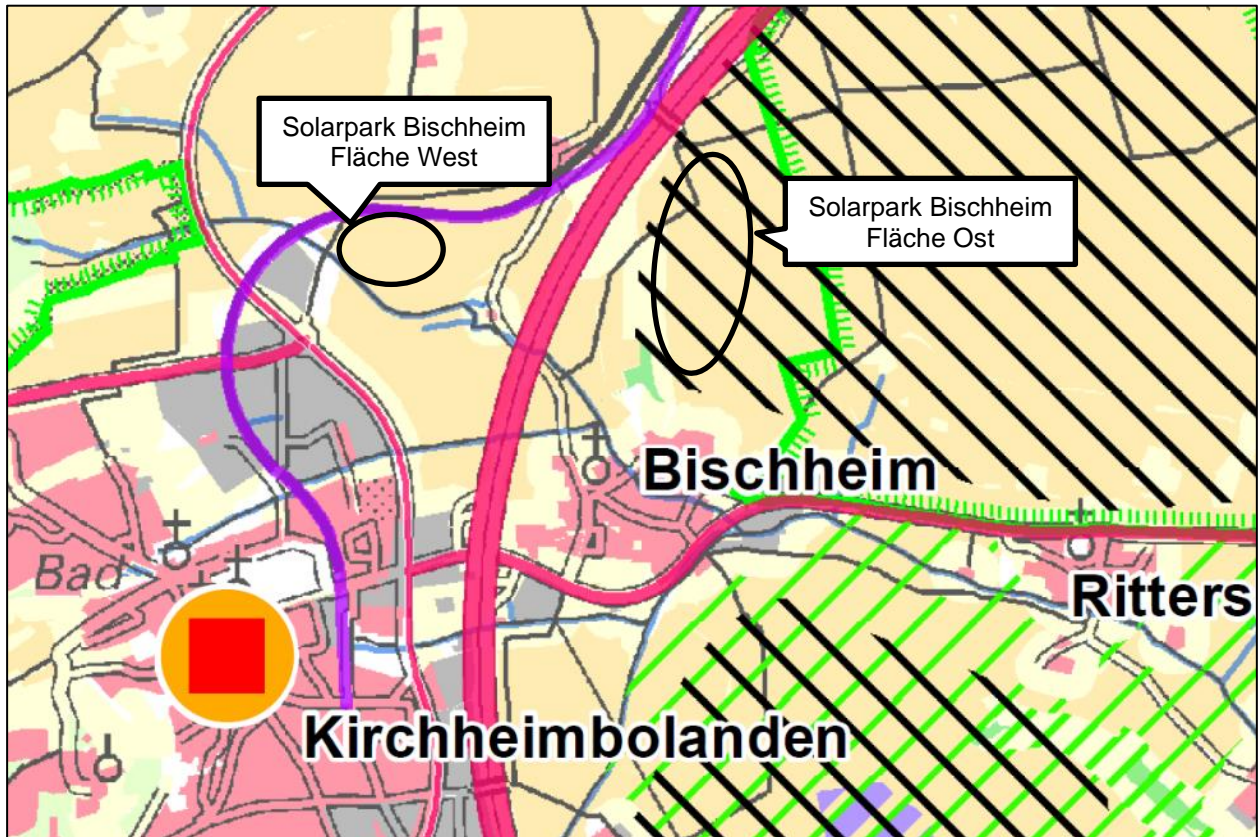 Solarpark Bischheim
Fläche West
Solarpark Bischheim
Fläche Ost
Bischheim
Bad
Ritters
Kirchheimbolanden